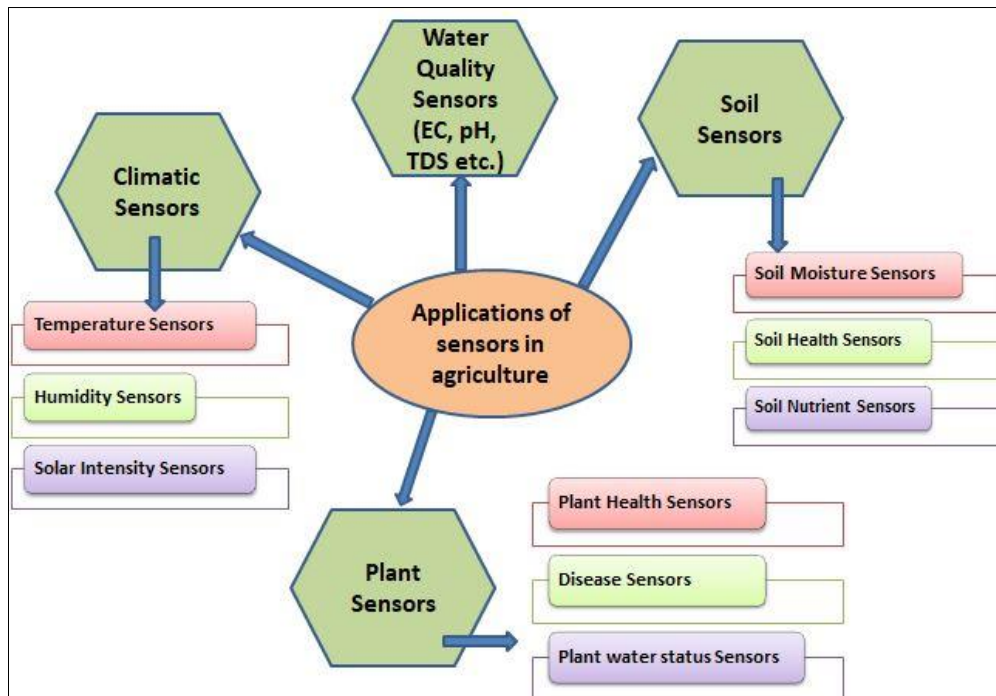 Water
Quality
Sensors
(EC, pH,
TDS etc.)
Soil
Sensors
Climatic
Sensors
Applications of
sensors in
agriculture
Temperature Sensors
Humidity Sensors
Solar Intensity Sensors
Soil Moisture Sensors
Soil Health Sensors
Soil Nutrient Sensors
Plant
Sensors
Plant Health Sensors
Disease Sensors
Plant water status Sensors